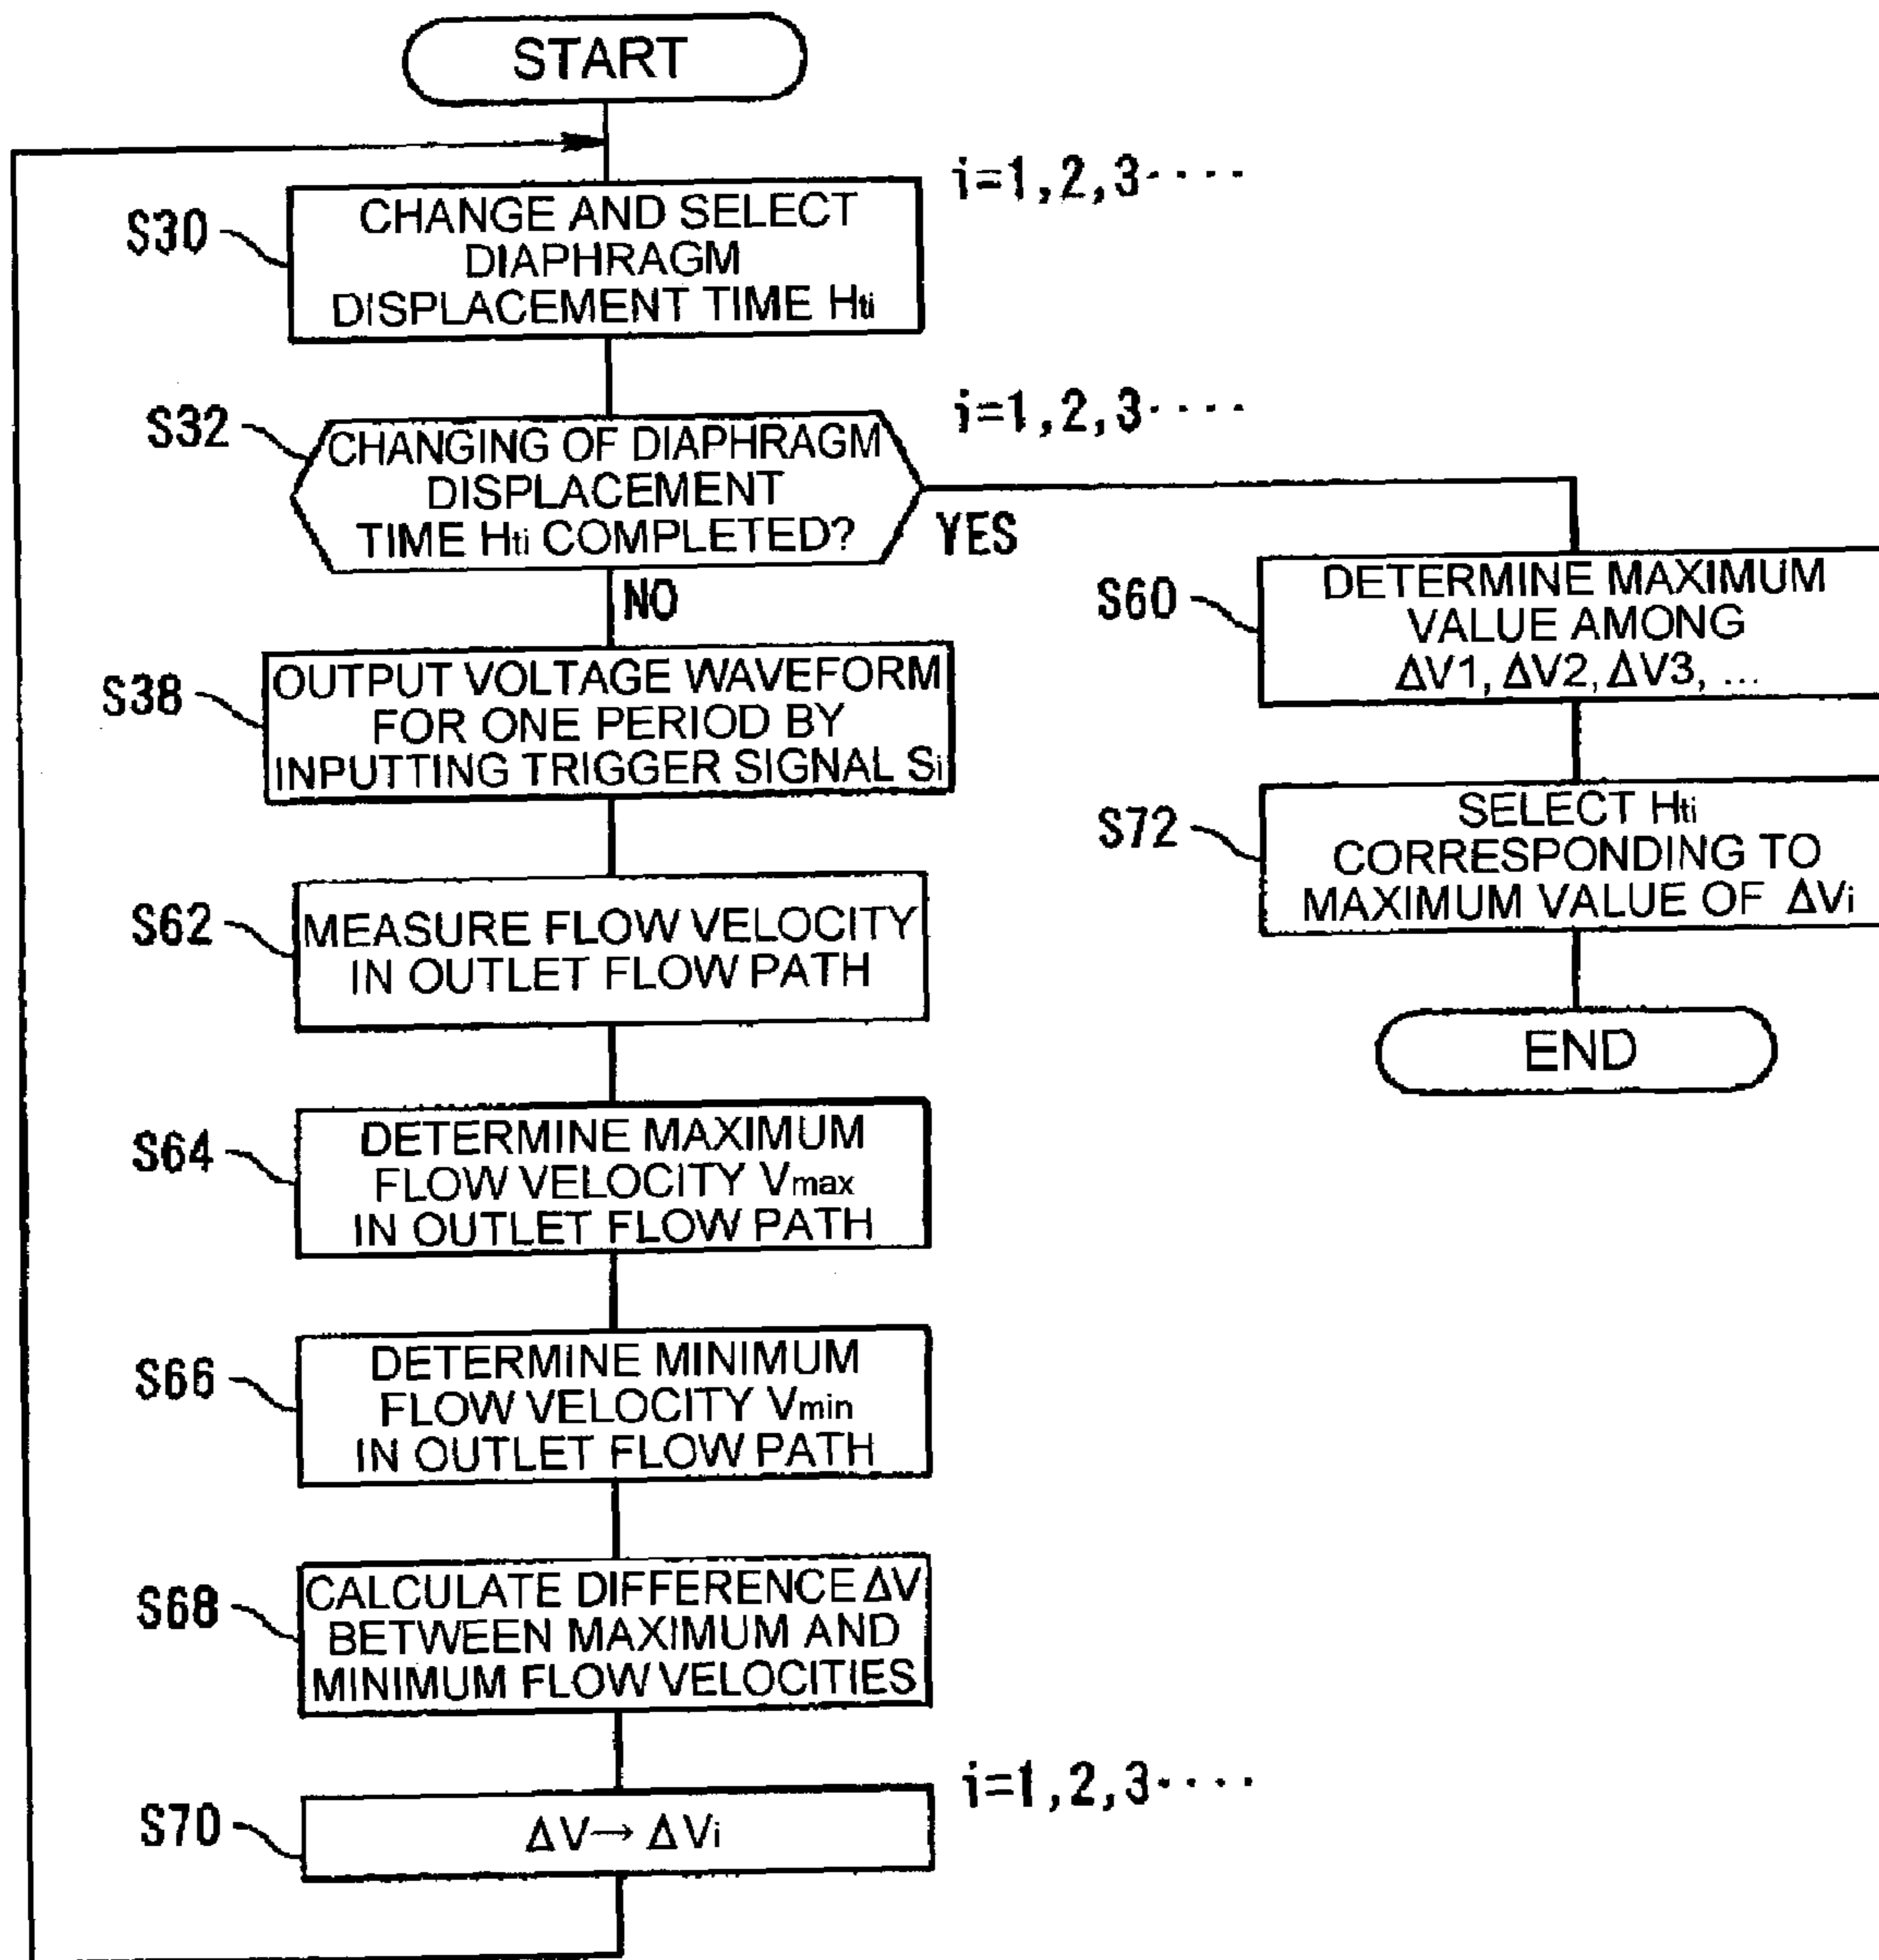 START
i=1,2,3····
S30
CHANGE AND SELECT
DIAPHRAGM
DISPLACEMENT TIME Hti
i=1,2,3····
S32
CHANGING OF DIAPHRAGM
DISPLACEMENT
TIME Hti COMPLETED?
YES
NO
S38
OUTPUT VOLTAGE WAVEFORM
FOR ONE PERIOD BY
INPUTTING TRIGGER SIGNAL Si
S62
MEASURE FLOW VELOCITY
IN OUTLET FLOW PATH
S64
DETERMINE MAXIMUM
FLOW VELOCITY Vmax
IN OUTLET FLOW PATH
S66
DETERMINE MINIMUM
FLOW VELOCITY Vmin
IN OUTLET FLOW PATH
S68
CALCULATE DIFFERENCE ΔV
BETWEEN MAXIMUM AND
MINIMUM FLOW VELOCITIES
i=1,2,3····
S70
ΔV→ ΔVi
S60
DETERMINE MAXIMUM
VALUE AMONG
ΔV1, ΔV2, ΔV3, ...
S72
SELECT Hti
CORRESPONDING TO
MAXIMUM VALUE OF ΔVi
END